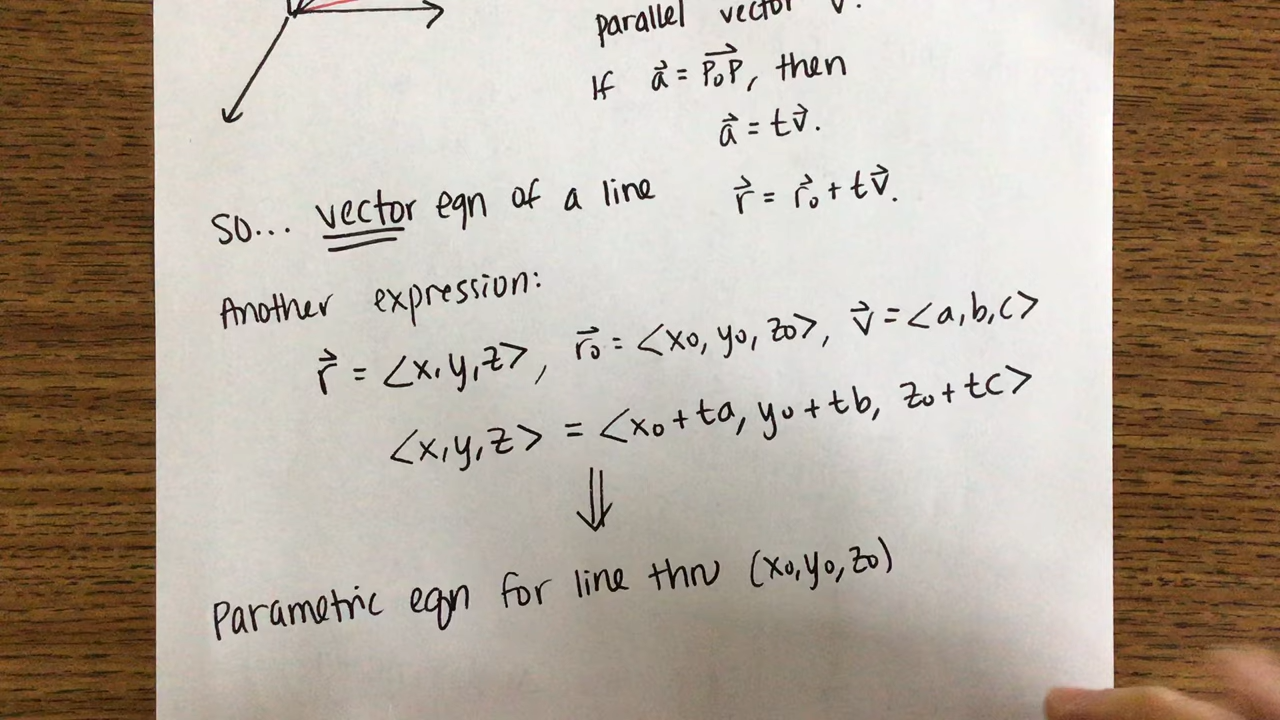 parallel vector v.
If a⃗ = P₀P⃗, then
a⃗ = tv⃗.
So... vector eqn of a line r⃗ = r⃗₀ + tv⃗.
Another expression:
r⃗ = <x,y,z>, r⃗₀ = <x₀, y₀, z₀>, v⃗ = <a,b,c>
<x,y,z> = <x₀+ta, y₀+tb, z₀+tc>
⇓
Parametric eqn for line thru (x₀,y₀,z₀)